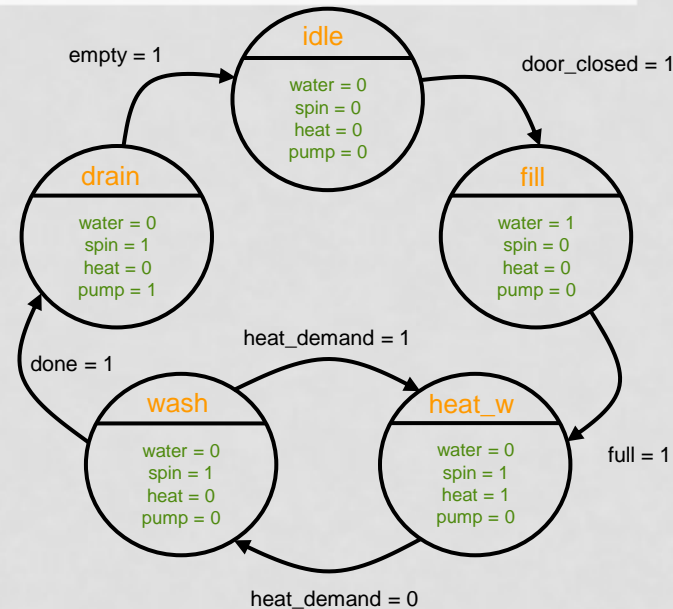 idle
water = 0
spin = 0
heat = 0
pump = 0
empty = 1
door_closed = 1
drain
water = 0
spin = 1
heat = 0
pump = 1
fill
water = 1
spin = 0
heat = 0
pump = 0
done = 1
heat_demand = 1
wash
water = 0
spin = 1
heat = 0
pump = 0
heat_w
water = 0
spin = 1
heat = 1
pump = 0
full = 1
heat_demand = 0